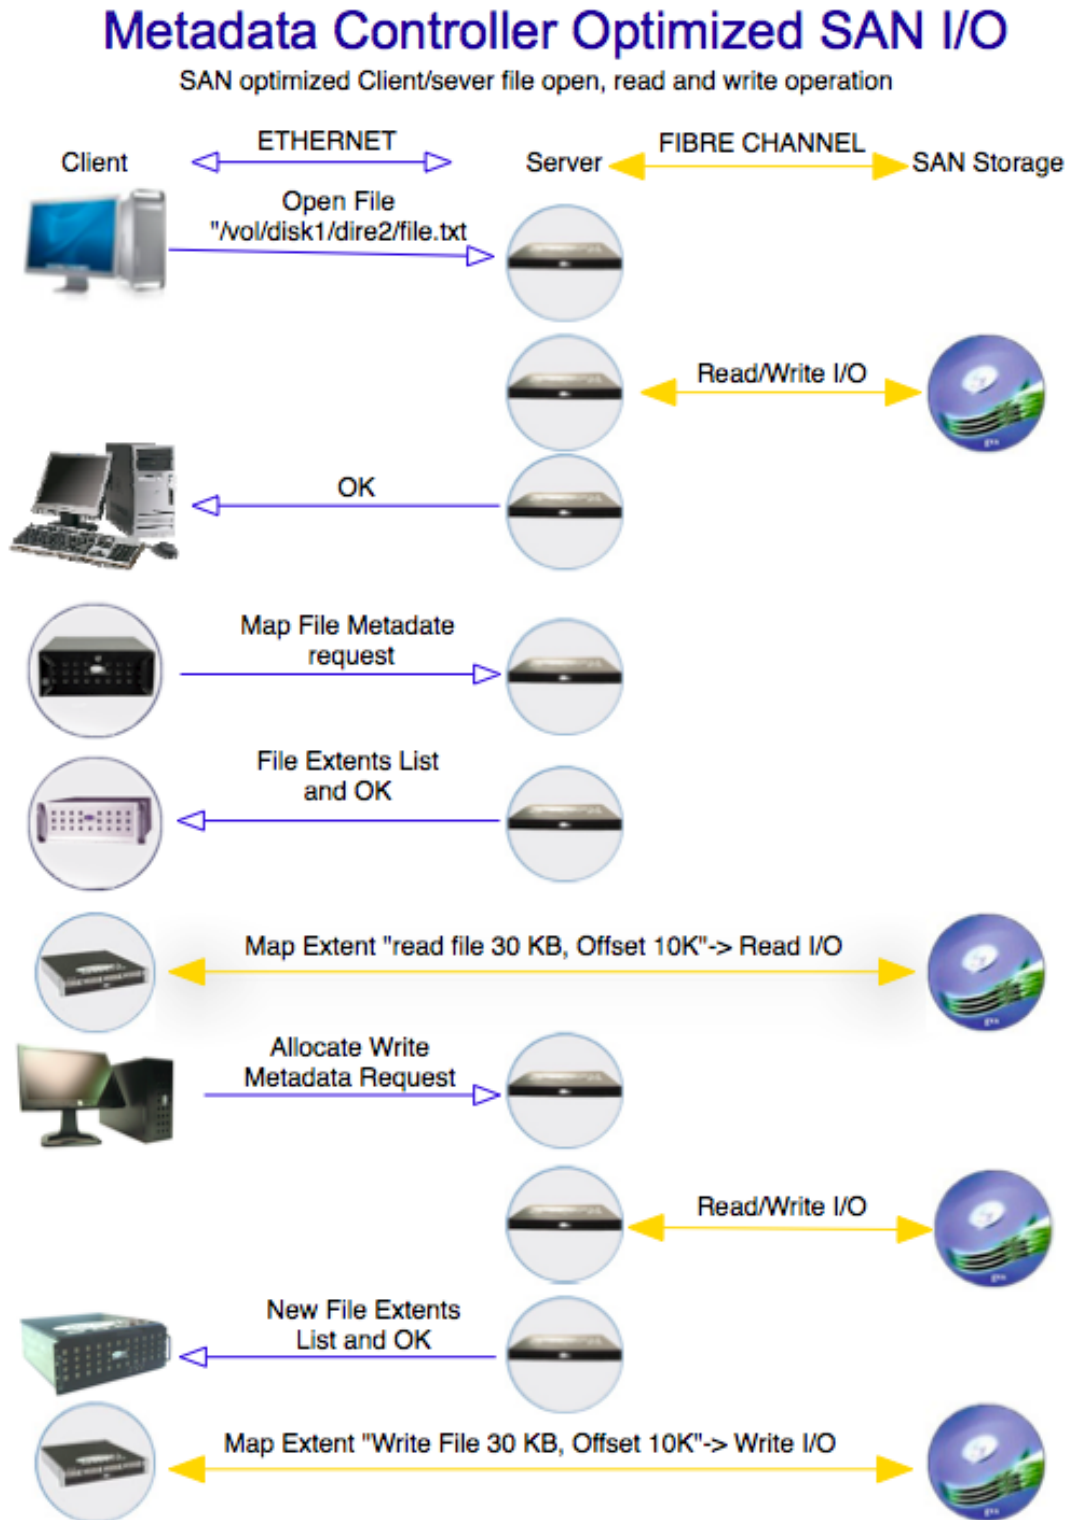 Metadata Controller Optimized SAN I/O
SAN optimized Client/sever file open, read and write operation
Client
ETHERNET
Server
FIBRE CHANNEL
SAN Storage
Open File
"/vol/disk1/dire2/file.txt
Read/Write I/O
OK
Map File Metadate
request
File Extents List
and OK
Map Extent "read file 30 KB, Offset 10K"-> Read I/O
Allocate Write
Metadata Request
Read/Write I/O
New File Extents
List and OK
Map Extent "Write File 30 KB, Offset 10K"-> Write I/O